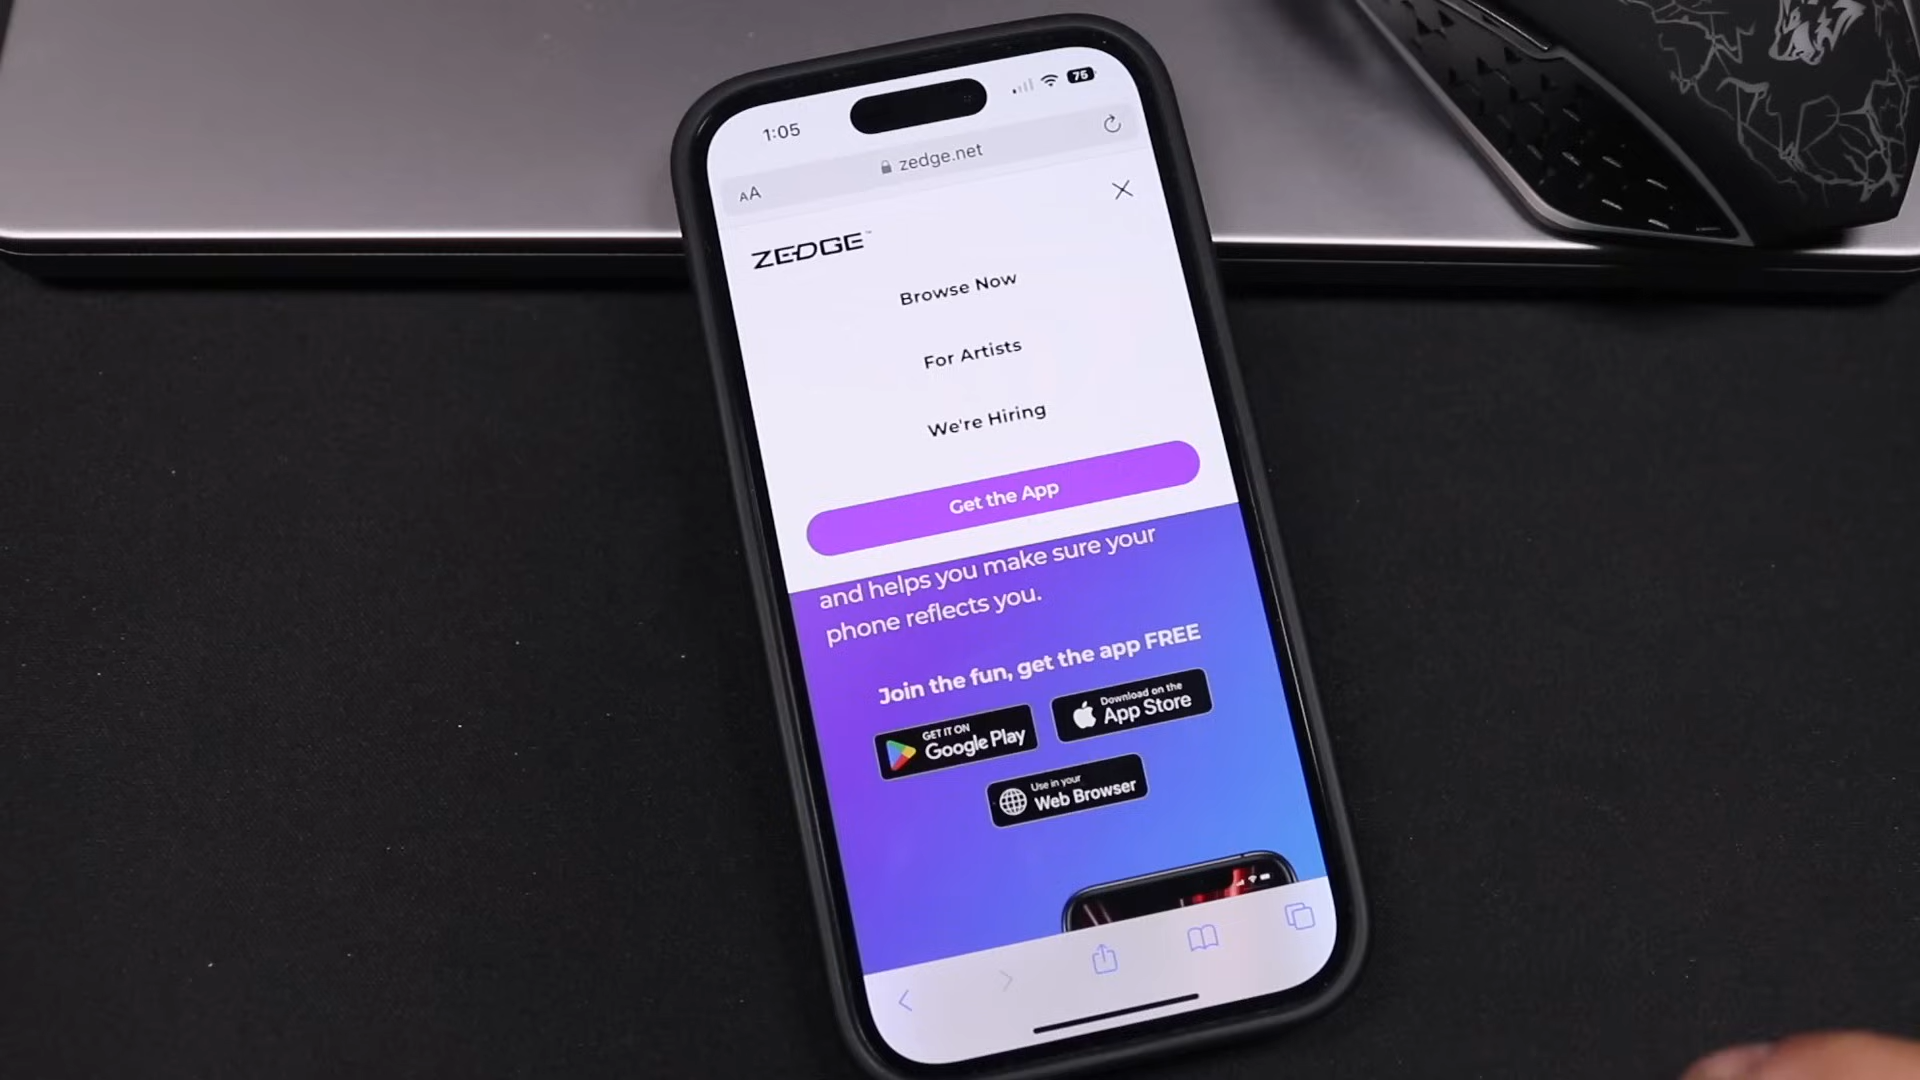 1:05
75
AA
zedge.net
ZEDGE™
Browse Now
For Artists
We're Hiring
Get the App
and helps you make sure your
phone reflects you.
Join the fun, get the app FREE
GET IT ON
Google Play
Download on the
App Store
Use in your
Web Browser